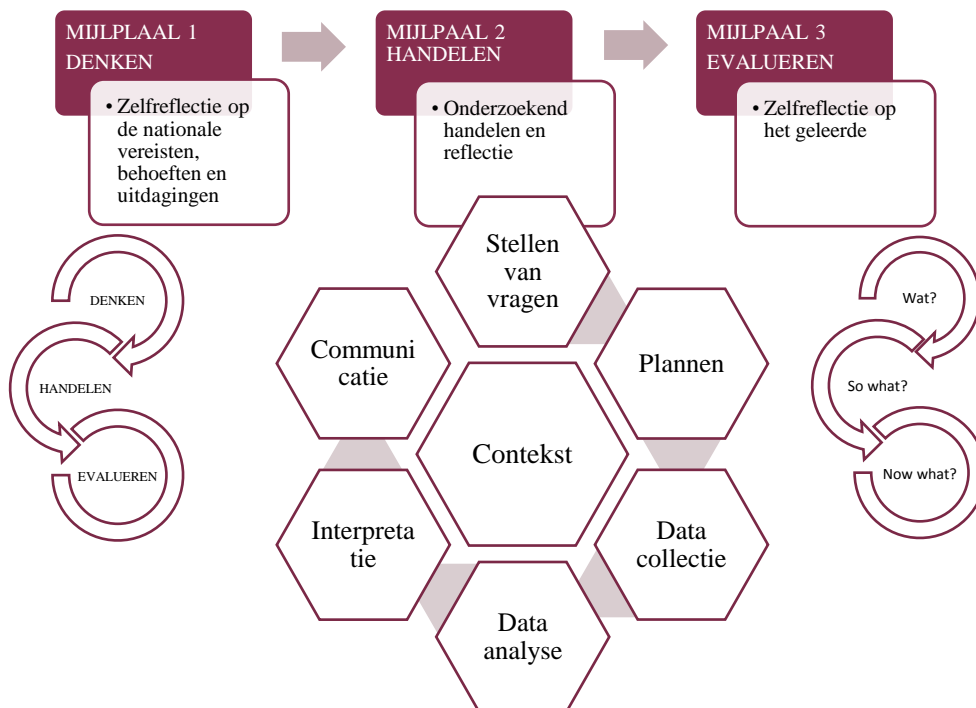 MIJLPLAAL 1
DENKEN
• Zelfreflectie op
de nationale
vereisten,
behoeften en
uitdagingen
MIJLPAAL 2
HANDELEN
• Onderzoekend
handelen en
reflectie
MIJLPAAL 3
EVALUEREN
• Zelfreflectie op
het geleerde
DENKEN
HANDELEN
EVALUEREN
Stellen
van
vragen
Plannen
Data
collectie
Data
analyse
Interpreta
tie
Communi
catie
Contekst
Wat?
So what?
Now what?